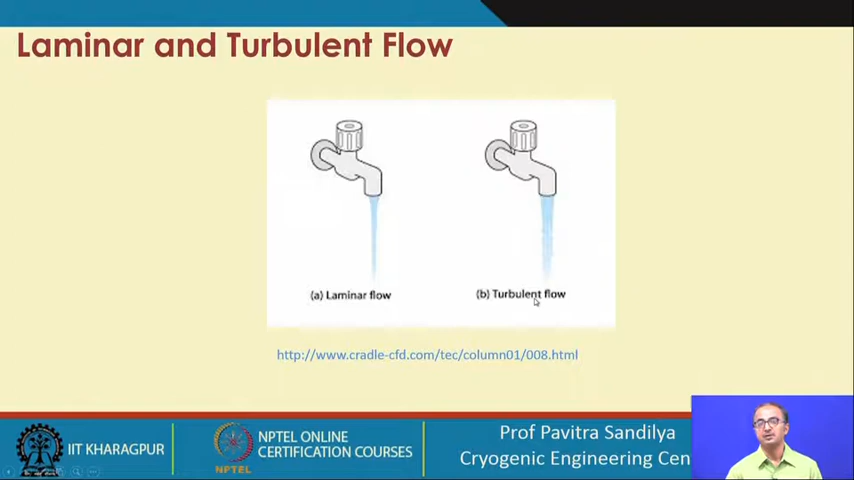 Laminar and Turbulent Flow
(a) Laminar flow
(b) Turbulent flow
http://www.cradle-cfd.com/tec/column01/008.html
IIT KHARAGPUR
NPTEL
NPTEL ONLINE
CERTIFICATION COURSES
Prof Pavitra Sandilya
Cryogenic Engineering Cen